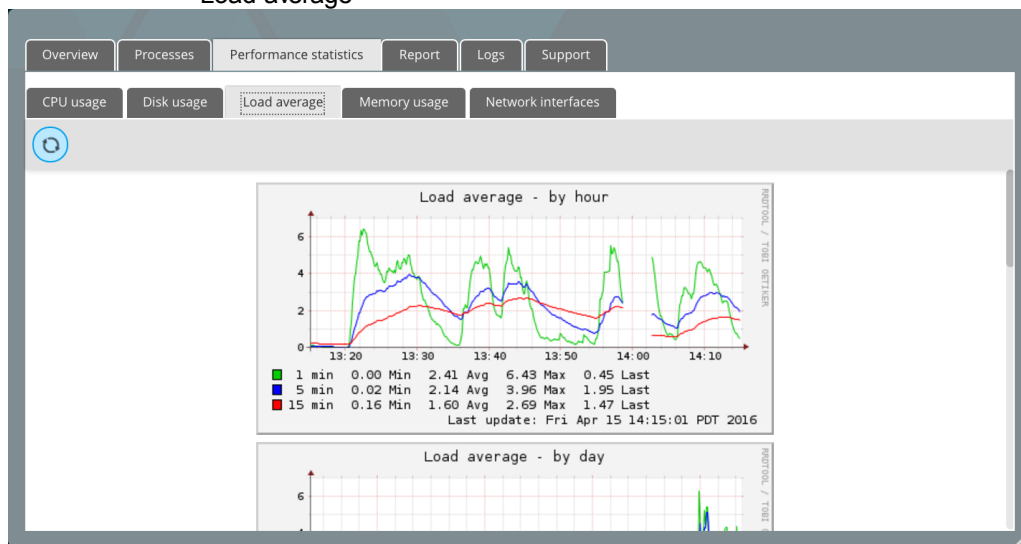 Load average
Overview Processes Performance statistics Report Logs Support
CPU usage Disk usage Load average Memory usage Network interfaces
Load average - by hour
RRDTOOL / TOBI OETIKER
6
4
2
0
13:20 13:30 13:40 13:50 14:00 14:10
1 min 0.00 Min 2.41 Avg 6.43 Max 0.45 Last
5 min 0.02 Min 2.14 Avg 3.96 Max 1.95 Last
15 min 0.16 Min 1.60 Avg 2.69 Max 1.47 Last
Last update: Fri Apr 15 14:15:01 PDT 2016
Load average - by day
RRDTOOL / TOBI
6